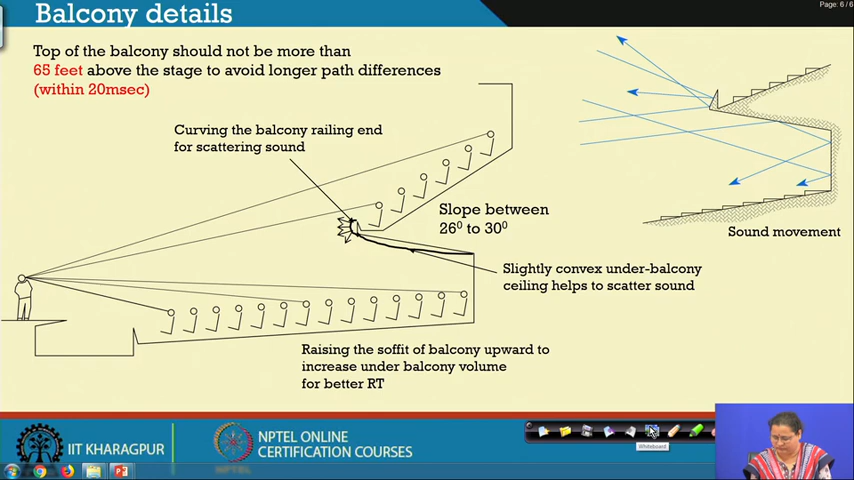 Page: 6 / 6
Balcony details
Top of the balcony should not be more than
65 feet above the stage to avoid longer path differences
(within 20msec)
Curving the balcony railing end
for scattering sound
Slope between
26⁰ to 30⁰
Sound movement
Slightly convex under-balcony
ceiling helps to scatter sound
Raising the soffit of balcony upward to
increase under balcony volume
for better RT
IIT KHARAGPUR
NPTEL ONLINE
CERTIFICATION COURSES
NPTEL
Whiteboard